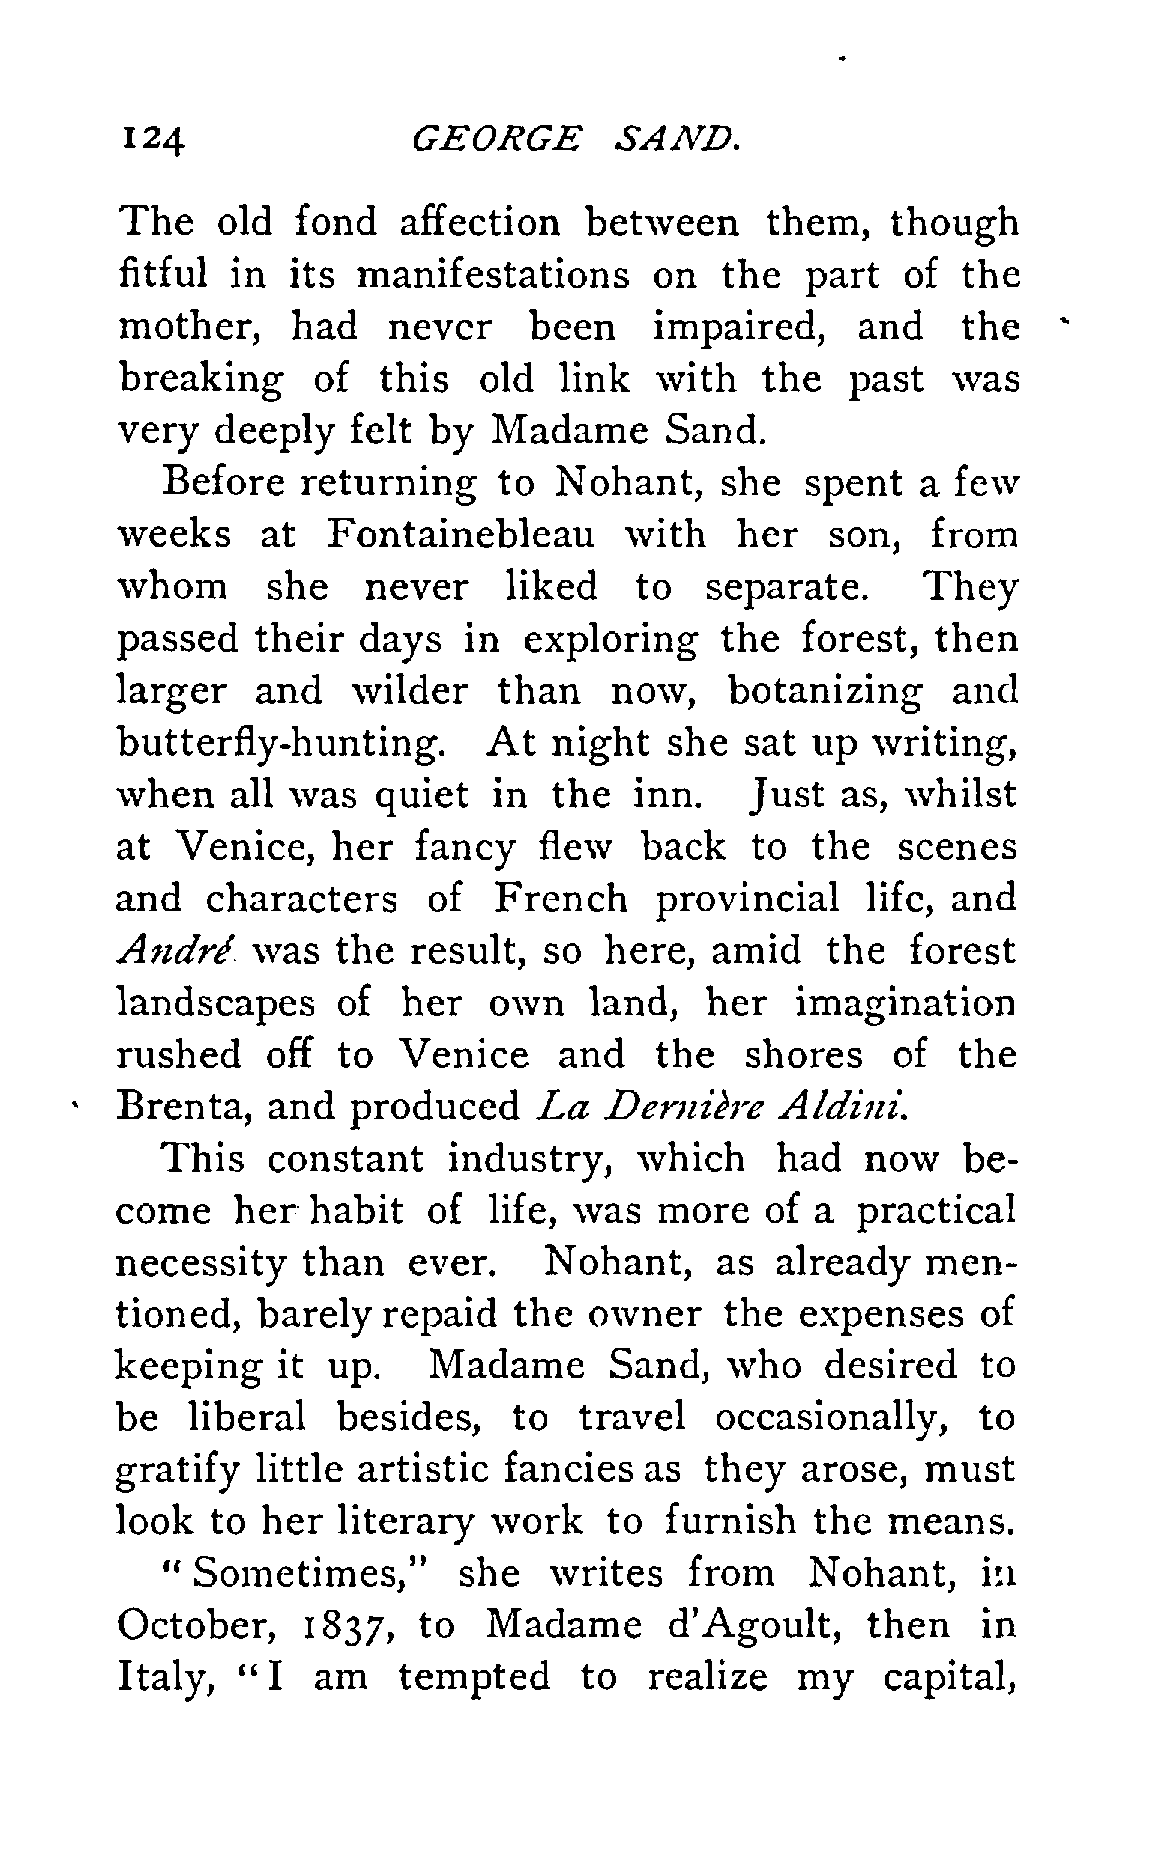 124 GEORGE SAND.
The old fond affection between them, though
fitful in its manifestations on the part of the
mother, had never been impaired, and the
breaking of this old link with the past was
very deeply felt by Madame Sand.
Before returning to Nohant, she spent a few
weeks at Fontainebleau with her son, from
whom she never liked to separate. They
passed their days in exploring the forest, then
larger and wilder than now, botanizing and
butterfly-hunting. At night she sat up writing,
when all was quiet in the inn. Just as, whilst
at Venice, her fancy flew back to the scenes
and characters of French provincial life, and
André was the result, so here, amid the forest
landscapes of her own land, her imagination
rushed off to Venice and the shores of the
Brenta, and produced La Dernière Aldini.
This constant industry, which had now be-
come her habit of life, was more of a practical
necessity than ever. Nohant, as already men-
tioned, barely repaid the owner the expenses of
keeping it up. Madame Sand, who desired to
be liberal besides, to travel occasionally, to
gratify little artistic fancies as they arose, must
look to her literary work to furnish the means.
"Sometimes," she writes from Nohant, in
October, 1837, to Madame d'Agoult, then in
Italy, "I am tempted to realize my capital,